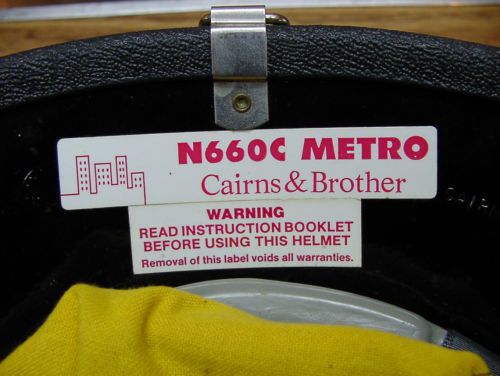 N660C METRO
Cairns & Brother
WARNING
READ INSTRUCTION BOOKLET
BEFORE USING THIS HELMET
Removal of this label voids all warranties.